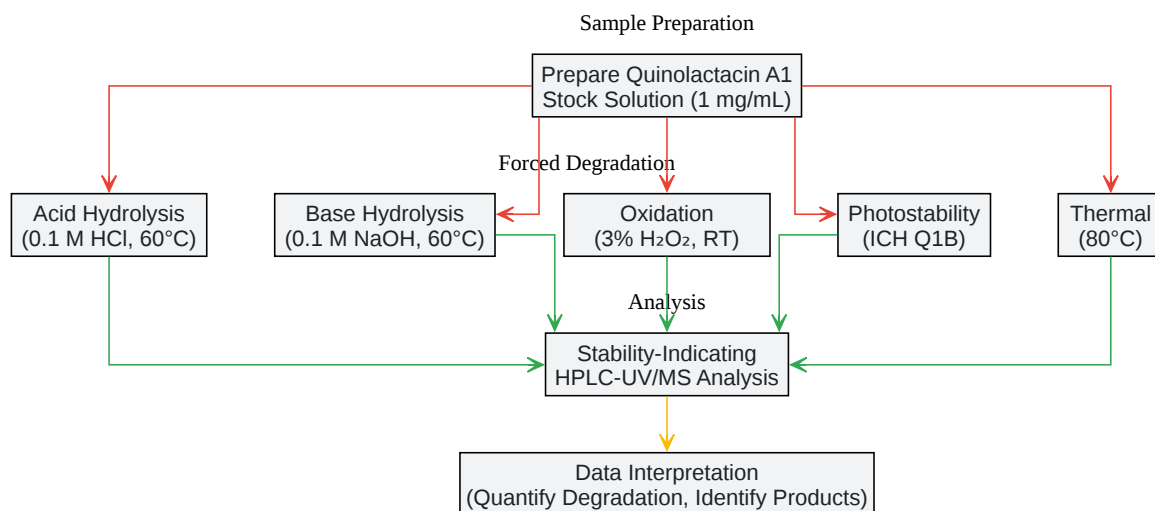 Sample Preparation
Prepare Quinolactacin A1
Stock Solution (1 mg/mL)
Forced Degradation
Acid Hydrolysis
(0.1 M HCl, 60°C)
Base Hydrolysis
(0.1 M NaOH, 60°C)
Oxidation
(3% H₂O₂, RT)
Photostability
(ICH Q1B)
Thermal
(80°C)
Analysis
Stability-Indicating
HPLC-UV/MS Analysis
Data Interpretation
(Quantify Degradation, Identify Products)